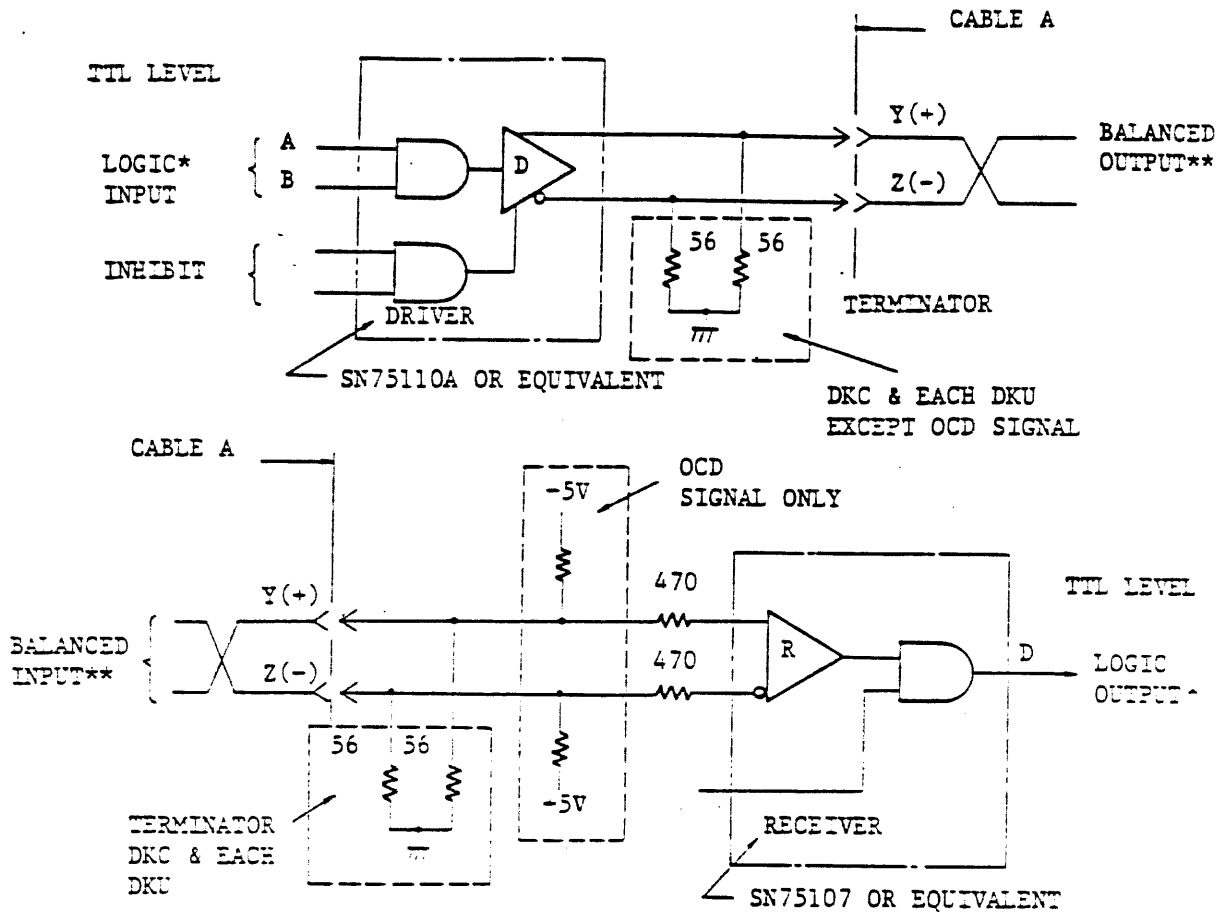 CABLE A
TTL LEVEL
A
LOGIC*
INPUT
B
D
Y(+)
Z(-)
BALANCED
OUTPUT**
INHIBIT
56 56
DRIVER
TERMINATOR
SN75110A OR EQUIVALENT
DKC & EACH DKU
EXCEPT OCD SIGNAL
CABLE A
-5V
OCD
SIGNAL ONLY
470
TTL LEVEL
Y(+)
BALANCED
INPUT**
Z(-)
470
R
D
LOGIC
OUTPUT*
56 56
-5V
TERMINATOR
DKC & EACH
DKU
RECEIVER
SN75107 OR EQUIVALENT